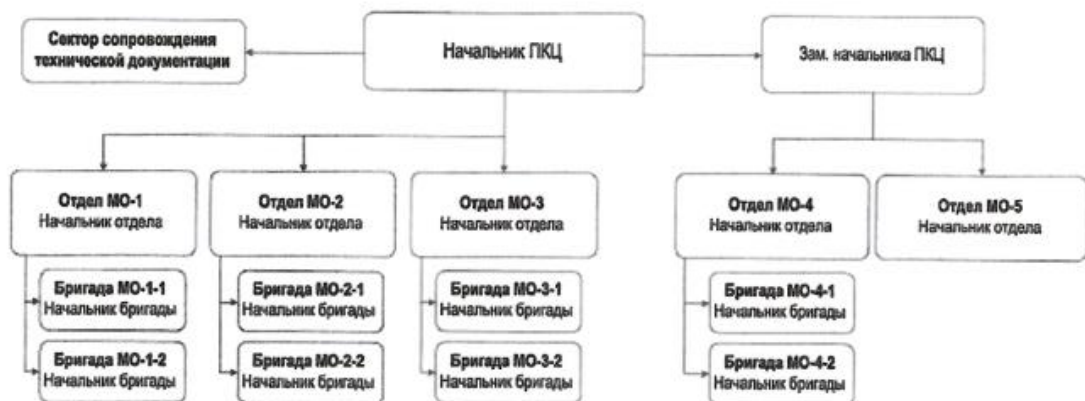 Сектор сопровождения
технической документации
Начальник ПКЦ
Зам. начальника ПКЦ
Отдел МО-1
Начальник отдела
Отдел МО-2
Начальник отдела
Отдел МО-3
Начальник отдела
Отдел МО-4
Начальник отдела
Отдел МО-5
Начальник отдела
Бригада МО-1-1
Начальник бригады
Бригада МО-2-1
Начальник бригады
Бригада МО-3-1
Начальник бригады
Бригада МО-4-1
Начальник бригады
Бригада МО-1-2
Начальник бригады
Бригада МО-2-2
Начальник бригады
Бригада МО-3-2
Начальник бригады
Бригада МО-4-2
Начальник бригады